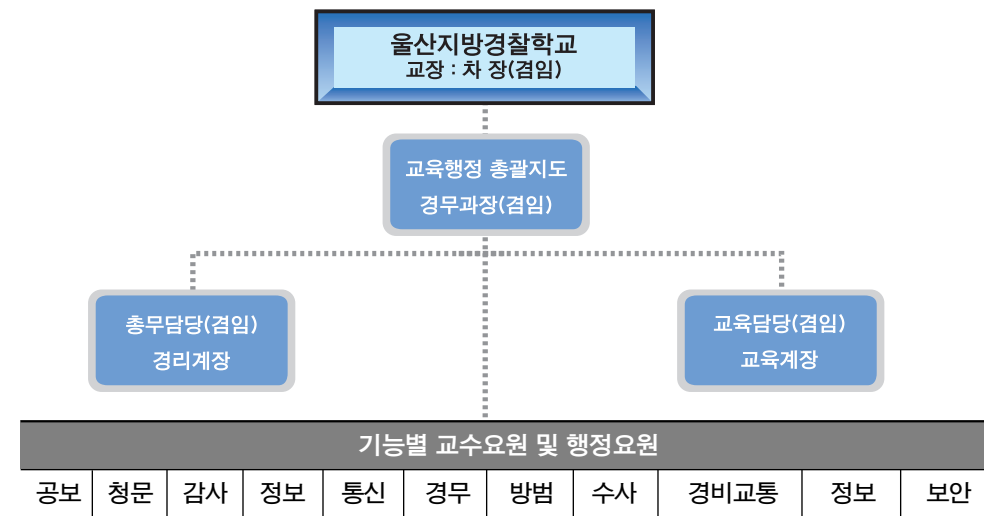 울산지방경찰학교
교장 : 차 장(겸임)
교육행정 총괄지도
경무과장(겸임)
총무담당(겸임)
경리계장
교육담당(겸임)
교육계장
기능별 교수요원 및 행정요원
공보 청문 감사 정보 통신 경무 방범 수사 경비교통 정보 보안